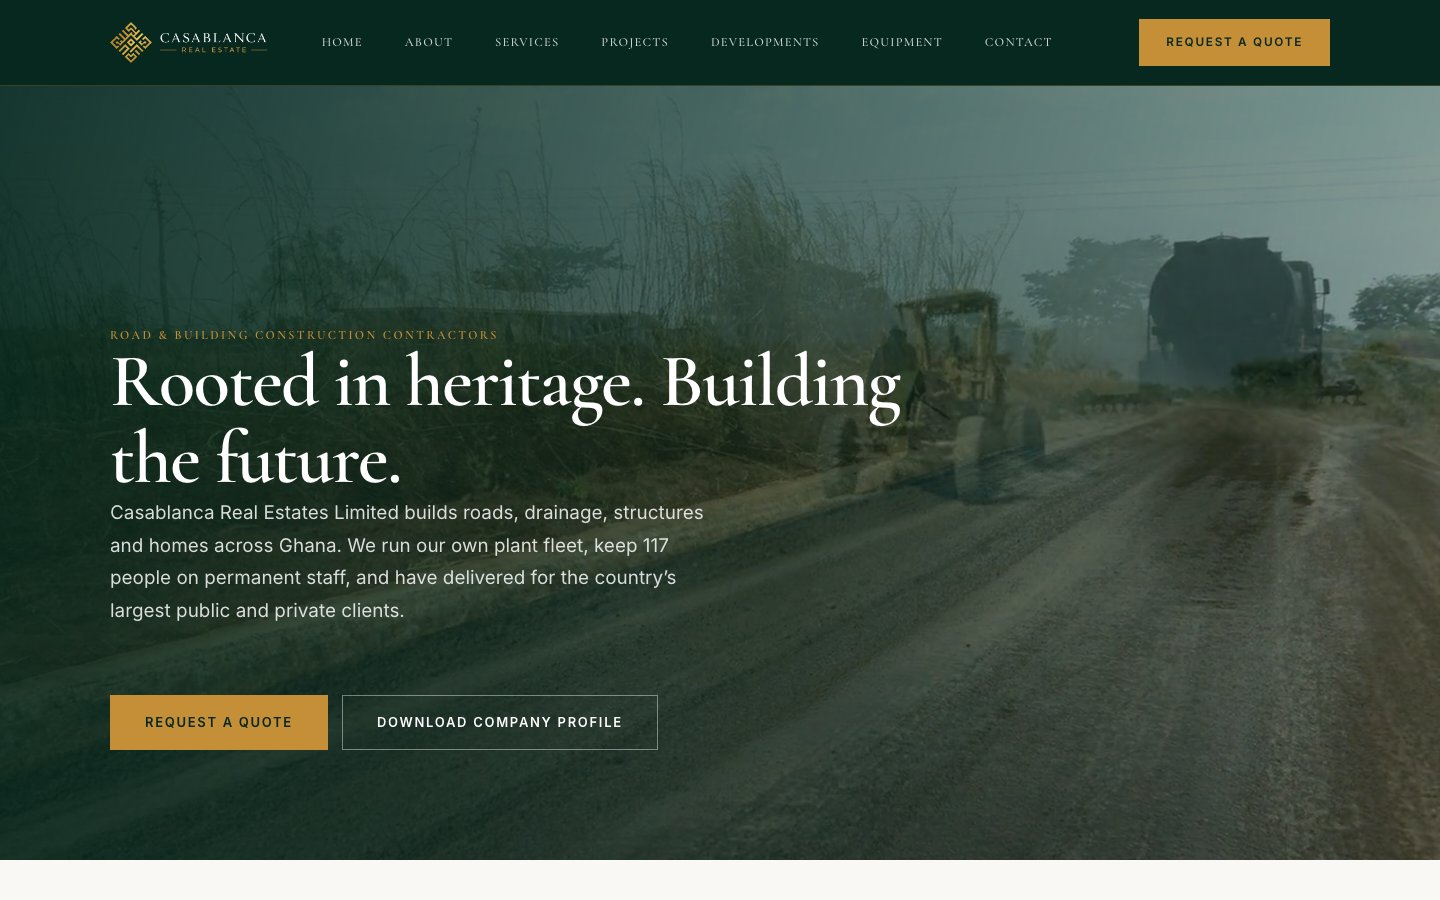 CASABLANCA
REAL ESTATE
HOME
ABOUT
SERVICES
PROJECTS
DEVELOPMENTS
EQUIPMENT
CONTACT
REQUEST A QUOTE
ROAD & BUILDING CONSTRUCTION CONTRACTORS
Rooted in heritage. Building
the future.
Casablanca Real Estates Limited builds roads, drainage, structures
and homes across Ghana. We run our own plant fleet, keep 117
people on permanent staff, and have delivered for the country’s
largest public and private clients.
REQUEST A QUOTE
DOWNLOAD COMPANY PROFILE